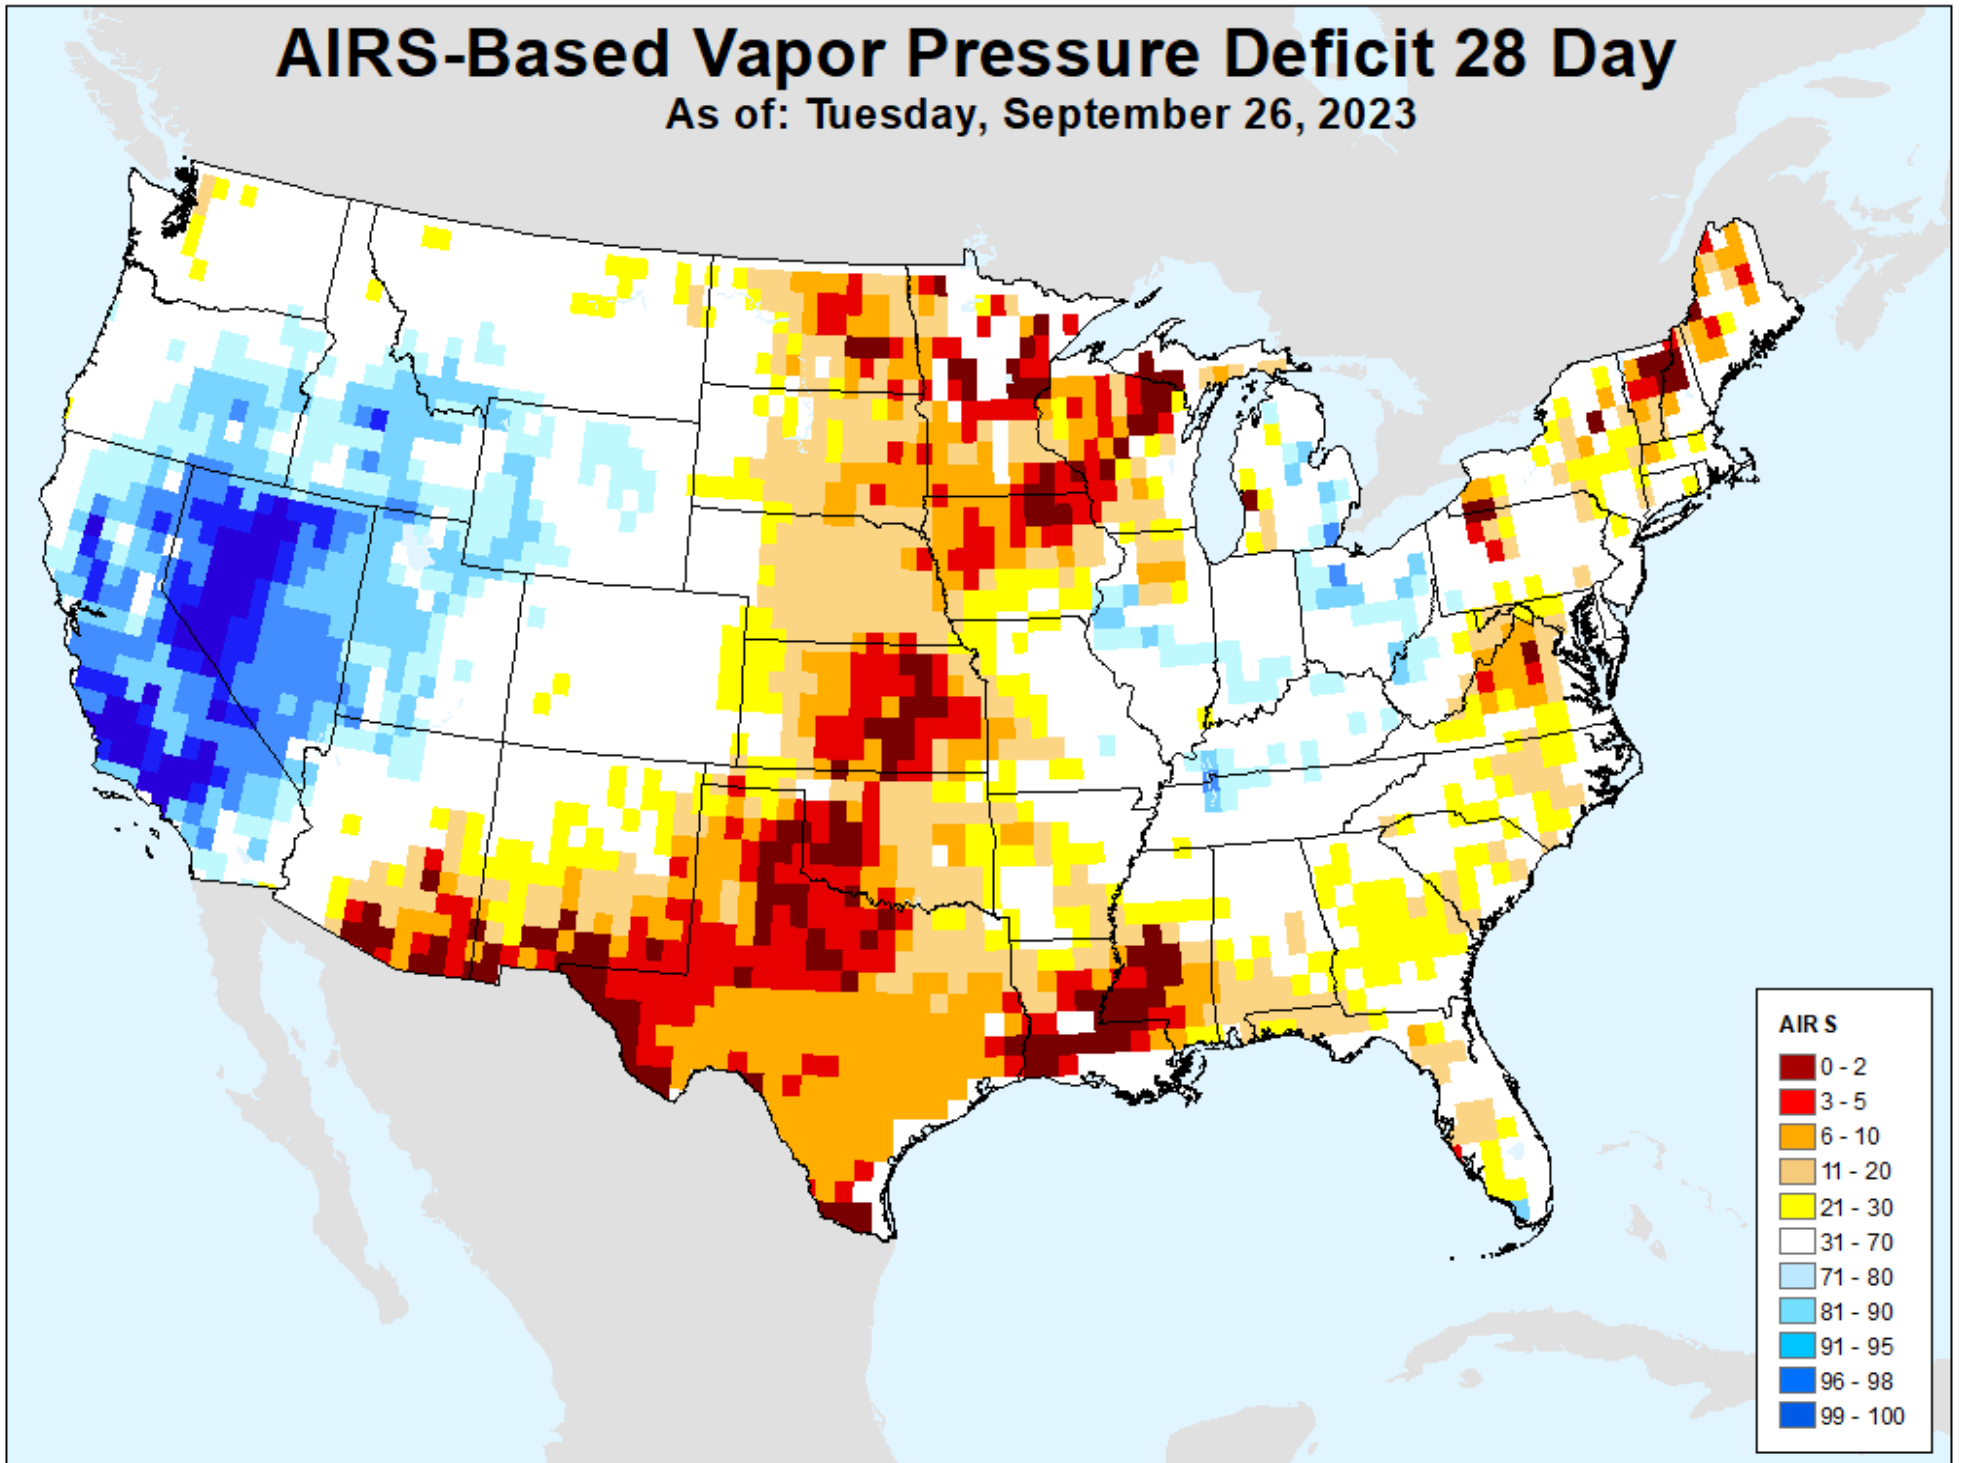 AIRS-Based Vapor Pressure Deficit 28 Day
As of: Tuesday, September 26, 2023
AIRS
0 - 2
3 - 5
6 - 10
11 - 20
21 - 30
31 - 70
71 - 80
81 - 90
91 - 95
96 - 98
99 - 100